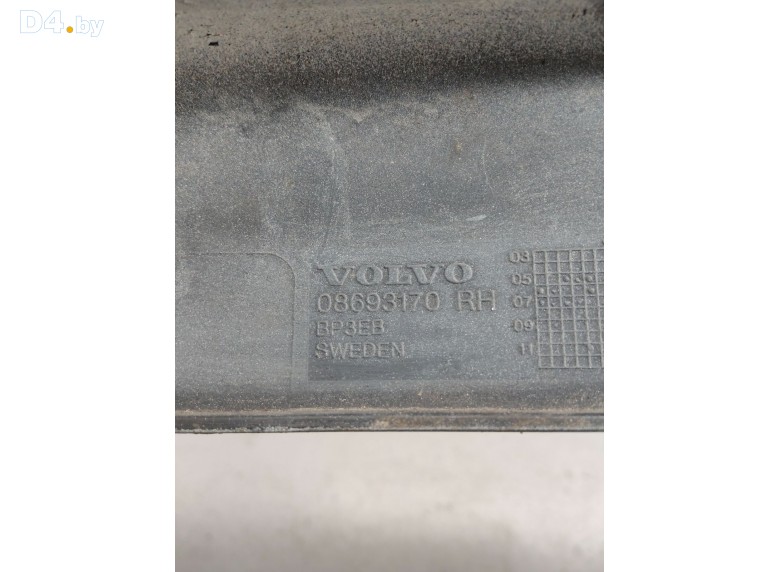 D4.by
VOLVO
08693170 RH
BP3EB
SWEDEN
03
05
07
09
11